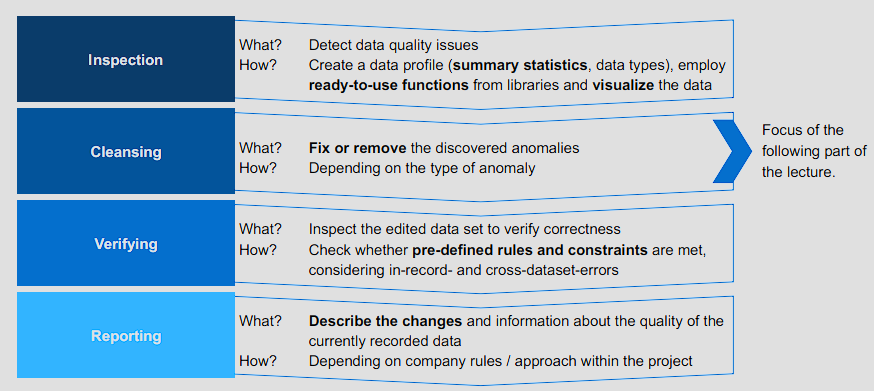 Inspection
What? Detect data quality issues
How? Create a data profile (summary statistics, data types), employ
ready-to-use functions from libraries and visualize the data
Cleansing
What? Fix or remove the discovered anomalies
How? Depending on the type of anomaly
Focus of the
following part of
the lecture.
Verifying
What? Inspect the edited data set to verify correctness
How? Check whether pre-defined rules and constraints are met,
considering in-record- and cross-dataset-errors
Reporting
What? Describe the changes and information about the quality of the
currently recorded data
How? Depending on company rules / approach within the project